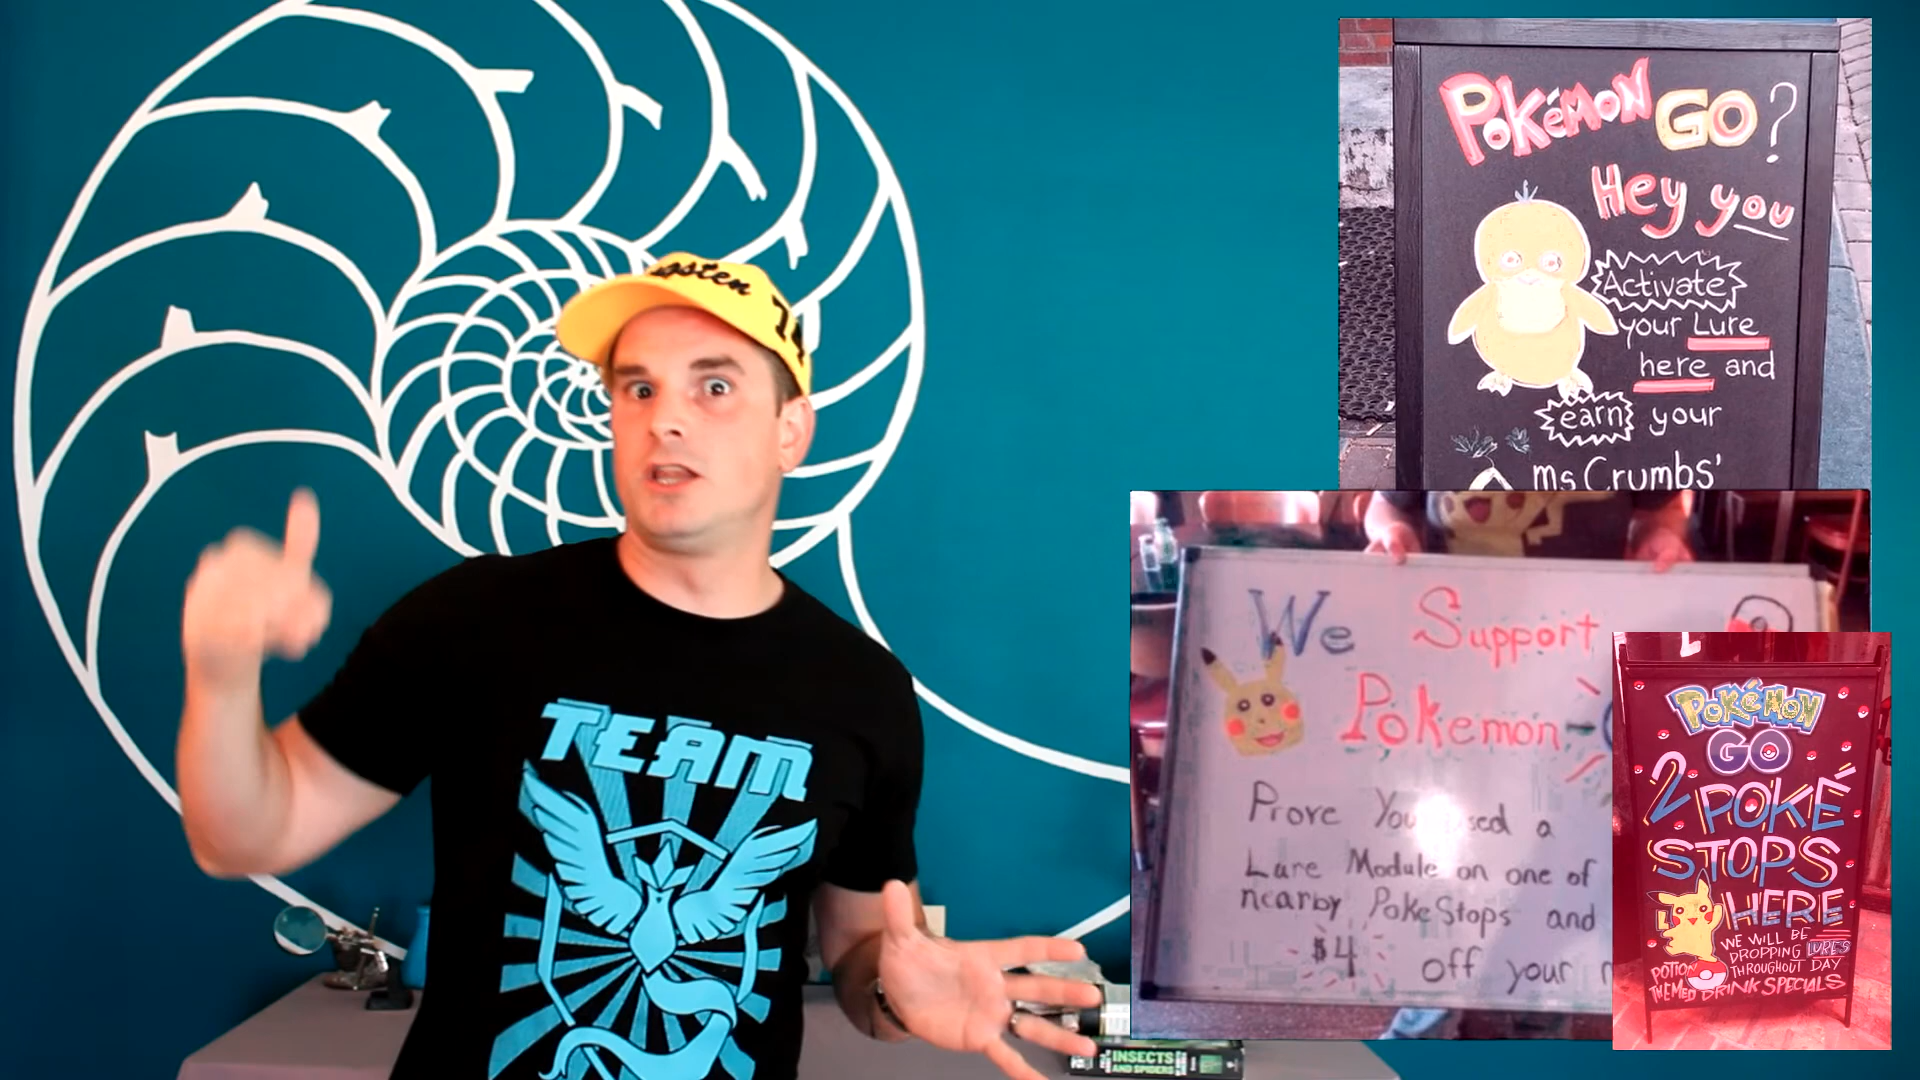 POKéMON GO?
Hey you
Activate
your Lure
here and
earn your
Ms Crumbs'
We Support
Pokemon-
Prove You used a
Lure Module on one of
nearby PokeStops and
$4 off your
POKéMON
GO
2 POKÉ
STOPS
HERE
WE WILL BE
DROPPING LURES
THROUGHOUT DAY
POTION
THEMED DRINK SPECIALS
TEAM
INSECTS
AND SPIDERS